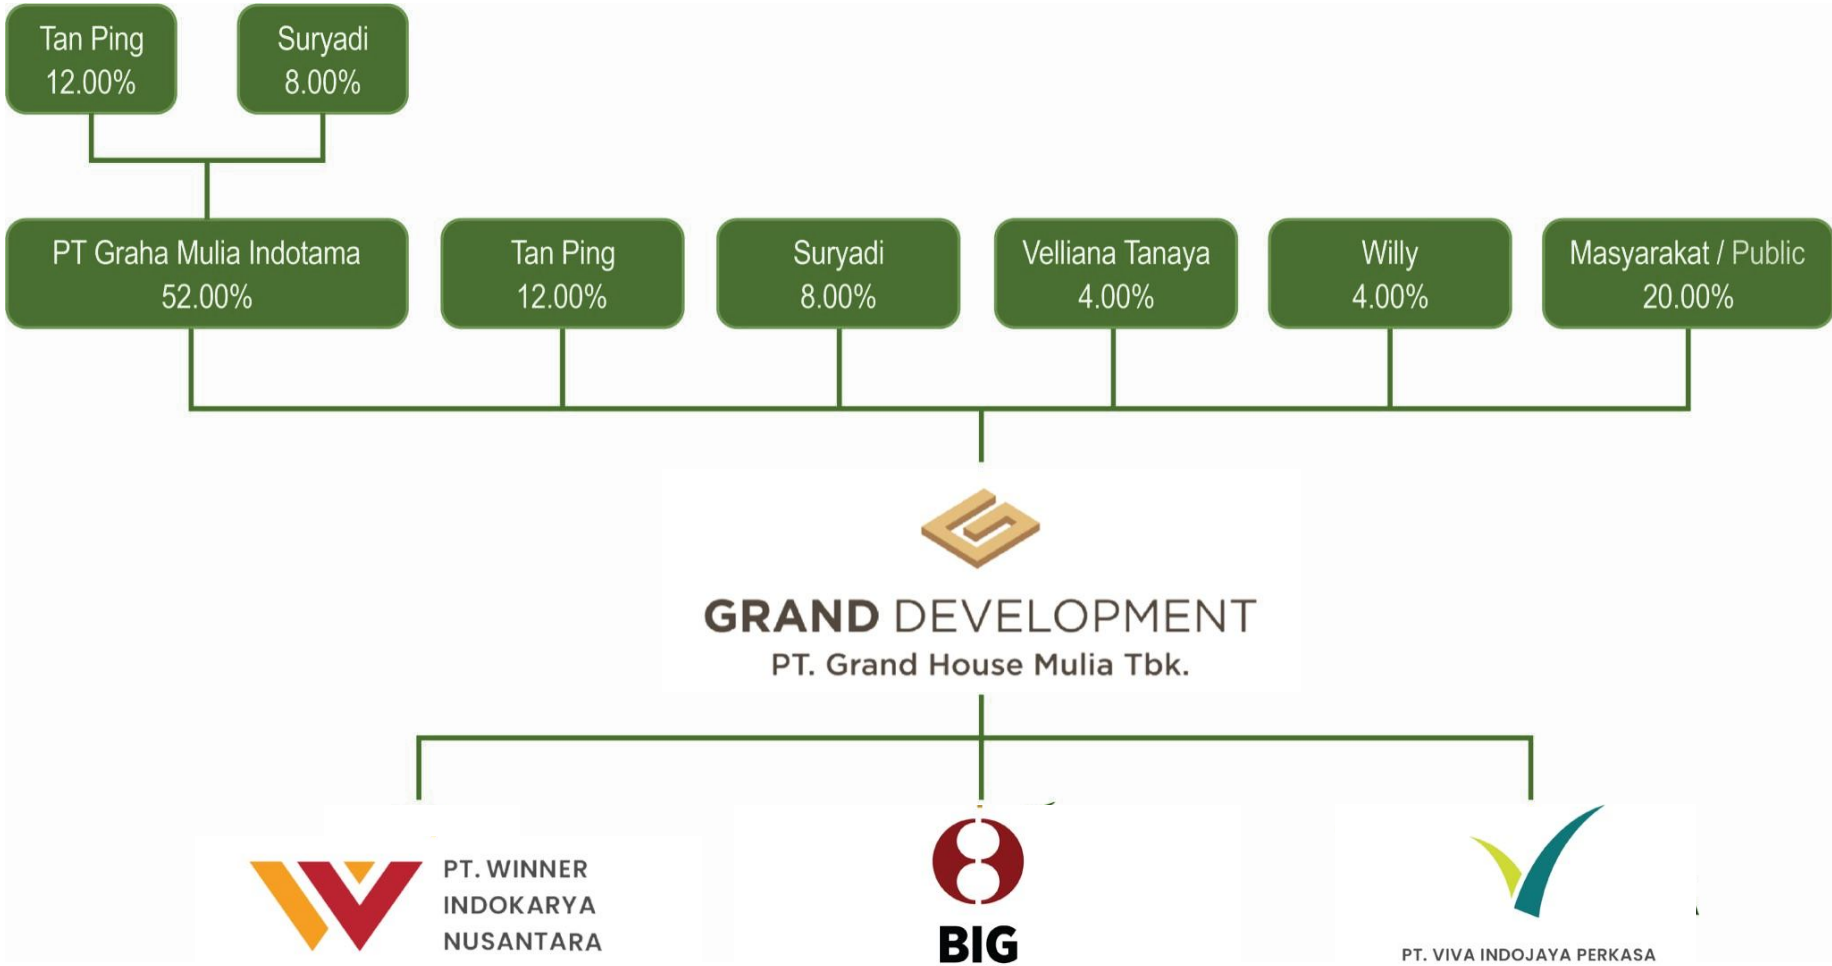 Tan Ping
12.00%
Suryadi
8.00%
PT Graha Mulia Indotama
52.00%
Tan Ping
12.00%
Suryadi
8.00%
Velliana Tanaya
4.00%
Willy
4.00%
Masyarakat / Public
20.00%
GRAND DEVELOPMENT
PT. Grand House Mulia Tbk.
PT. WINNER
INDOKARYA
NUSANTARA
BIG
PT. VIVA INDOJAYA PERKASA